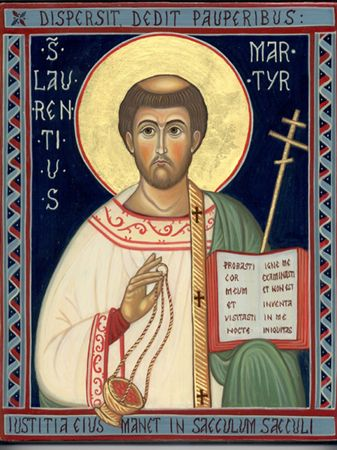 DISPERSIT, DEDIT PAUPERIBUS:
S̃
LAU
REN
TI
U
S
MAR
TYR
PROBASTI
COR
MEUM
ET
VISITASTI
NOCTE
IGNE ME
EXAMINASTI
ET NON EST
INVENTA
IN ME
INIQUITAS
IUSTITIA EIUS MANET IN SAECULUM SAECULI